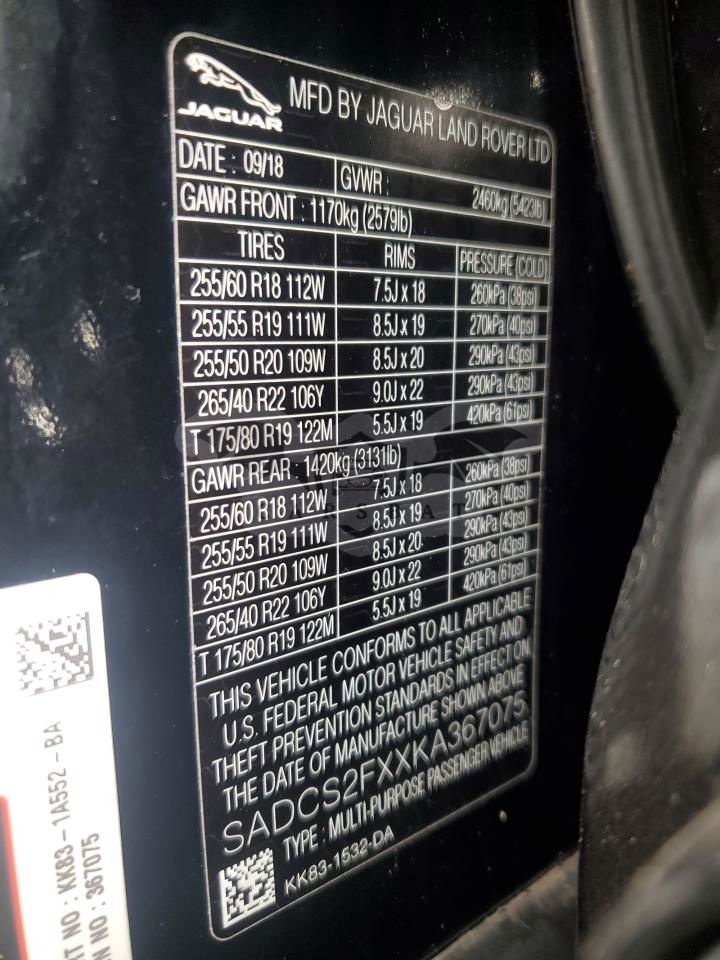 JAGUAR
MFD BY JAGUAR LAND ROVER LTD
DATE : 09/18
GVWR : 2460kg (5423lb)
GAWR FRONT : 1170kg (2579lb)
TIRES RIMS PRESSURE (COLD)
255/60 R18 112W 7.5J x 18 260kPa (38psi)
255/55 R19 111W 8.5J x 19 270kPa (40psi)
255/50 R20 109W 8.5J x 20 290kPa (43psi)
265/40 R22 106Y 9.0J x 22 290kPa (43psi)
T 175/80 R19 122M 5.5J x 19 420kPa (61psi)
GAWR REAR : 1420kg (3131lb)
255/60 R18 112W 7.5J x 18 260kPa (38psi)
255/55 R19 111W 8.5J x 19 270kPa (40psi)
255/50 R20 109W 8.5J x 20 290kPa (43psi)
265/40 R22 106Y 9.0J x 22 290kPa (43psi)
T 175/80 R19 122M 5.5J x 19 420kPa (61psi)
THIS VEHICLE CONFORMS TO ALL APPLICABLE
U.S. FEDERAL MOTOR VEHICLE SAFETY AND
THEFT PREVENTION STANDARDS IN EFFECT ON
THE DATE OF MANUFACTURE SHOWN ABOVE
SADCS2FXXKA367075
TYPE : MULTI-PURPOSE PASSENGER VEHICLE
KK83-1532-DA
NO : KK83-1A552-BA
NO : 367075